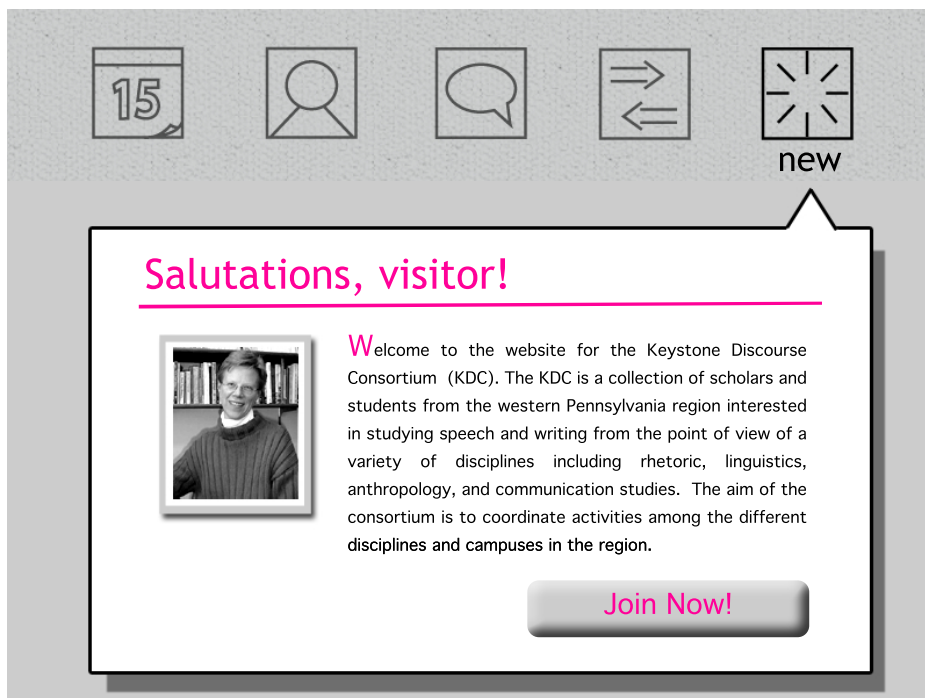 15
new
Salutations, visitor!
Welcome to the website for the Keystone Discourse
Consortium (KDC). The KDC is a collection of scholars and
students from the western Pennsylvania region interested
in studying speech and writing from the point of view of a
variety of disciplines including rhetoric, linguistics,
anthropology, and communication studies. The aim of the
consortium is to coordinate activities among the different
disciplines and campuses in the region.
Join Now!